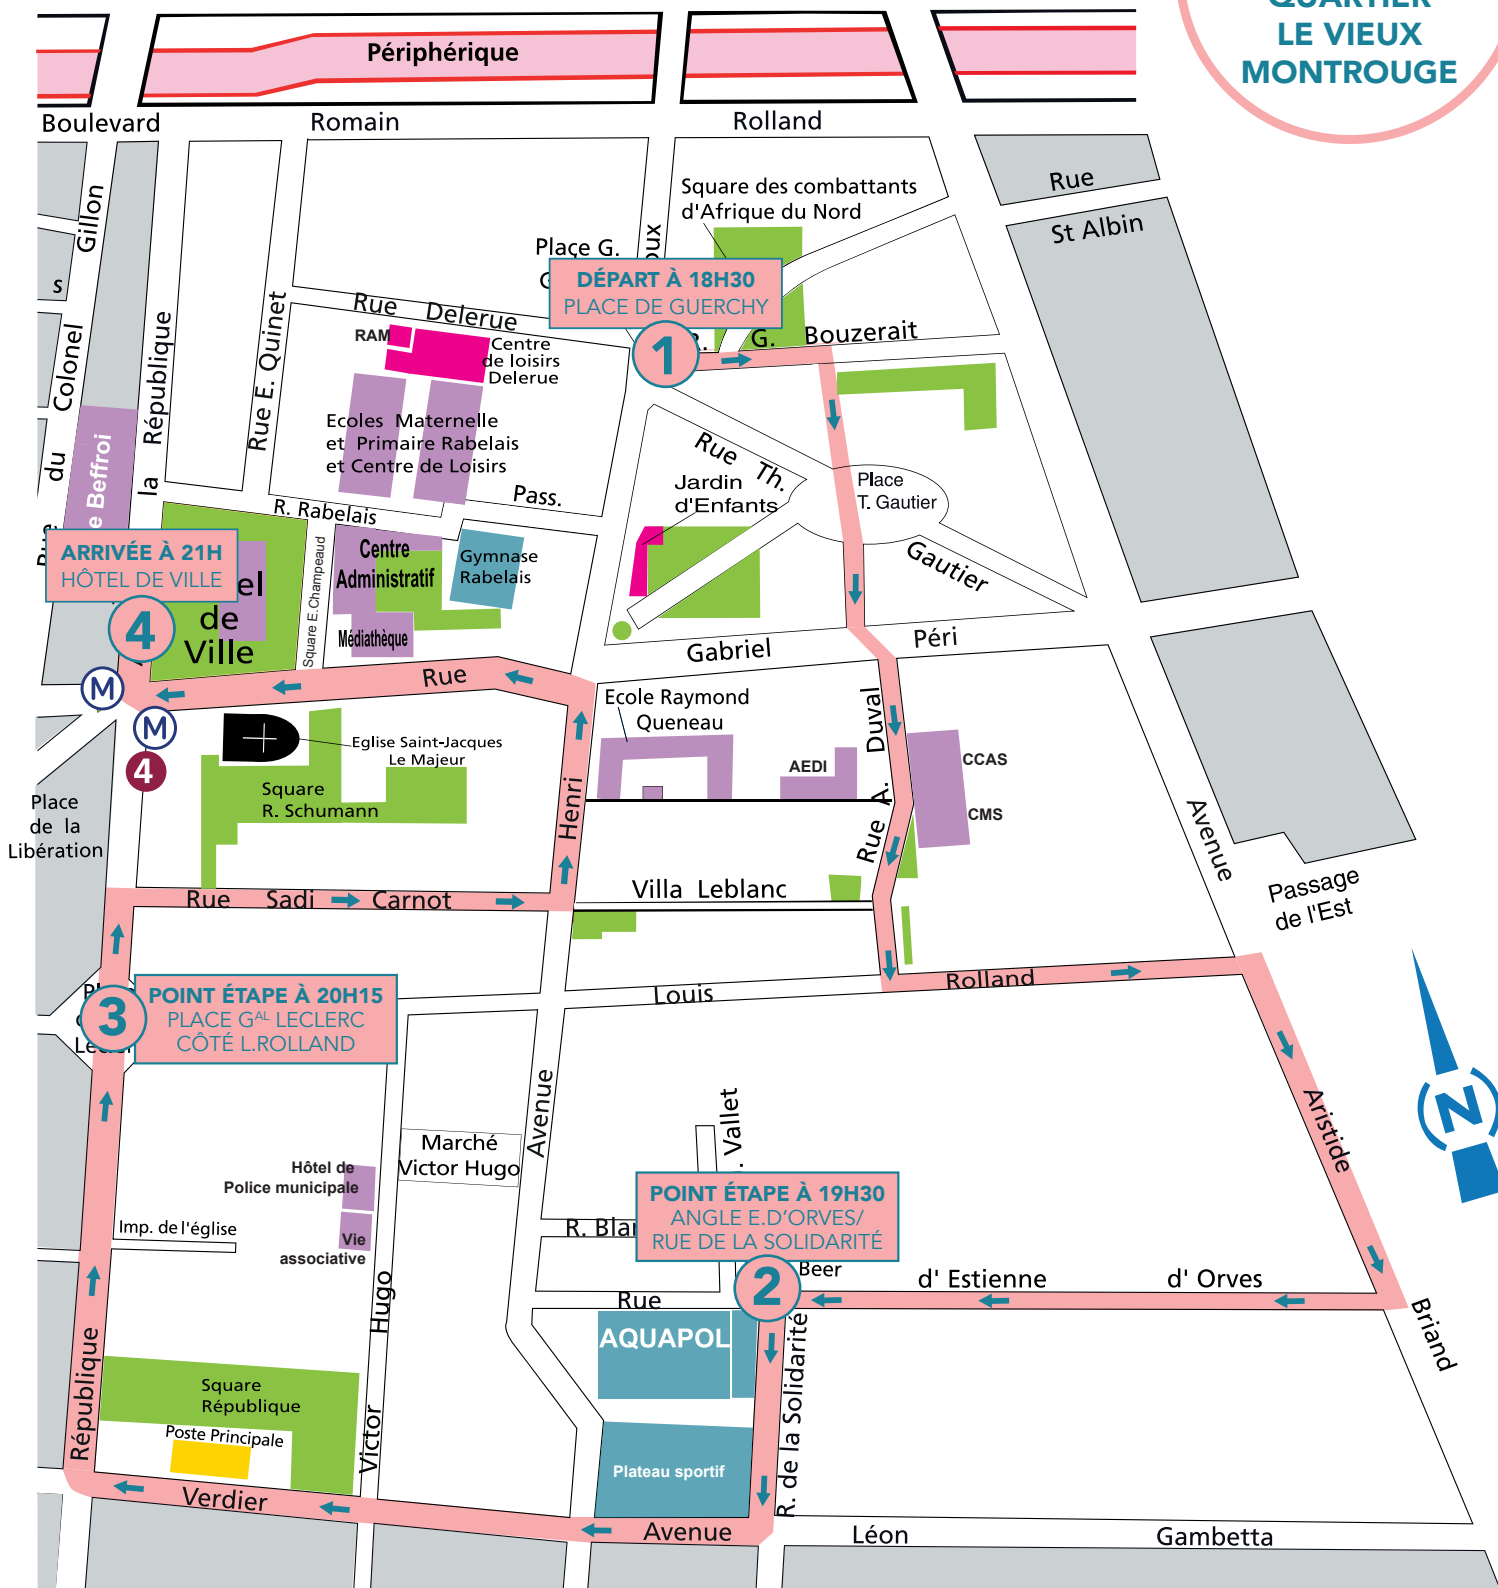 QUARTIER
LE VIEUX
MONTROUGE
Périphérique
Boulevard Romain Rolland
Rue
St Albin
Square des combattants
d'Afrique du Nord
Gillon
Place G.
DÉPART À 18H30
PLACE DE GUERCHY
1
G. Bouzerait
Rue Delerue
RAM
Centre
de loisirs
Delerue
Rue E. Quinet
la République
du Colonel
Ecoles Maternelle
et Primaire Rabelais
et Centre de Loisirs
Beffroi
Rue Th.
Gautier
Place
T. Gautier
Jardin
d'Enfants
Pass.
R. Rabelais
Square E.Champeaud
Centre
Administratif
Gymnase
Rabelais
Médiathèque
ARRIVÉE À 21H
HÔTEL DE VILLE
4
de
Ville
Rue
Gabriel Péri
M
M
4
Ecole Raymond
Queneau
Eglise Saint-Jacques
Le Majeur
Square
R. Schumann
AEDI
CCAS
CMS
Rue A. Duval
Henri
Place
de la
Libération
Avenue
Passage
de l'Est
Rue Sadi Carnot
Villa Leblanc
Louis Rolland
POINT ÉTAPE À 20H15
PLACE GAL LECLERC
CÔTÉ L.ROLLAND
3
Avenue
Aristide
N
Vallet
Marché
Victor Hugo
Hôtel de
Police municipale
Imp. de l'église
Vie
associative
POINT ÉTAPE À 19H30
ANGLE E.D'ORVES/
RUE DE LA SOLIDARITÉ
2
Beer
Rue d' Estienne d' Orves
Briand
AQUAPOL
Plateau sportif
R. de la Solidarité
République
Square
République
Poste Principale
Victor Hugo
Verdier Avenue
Léon Gambetta